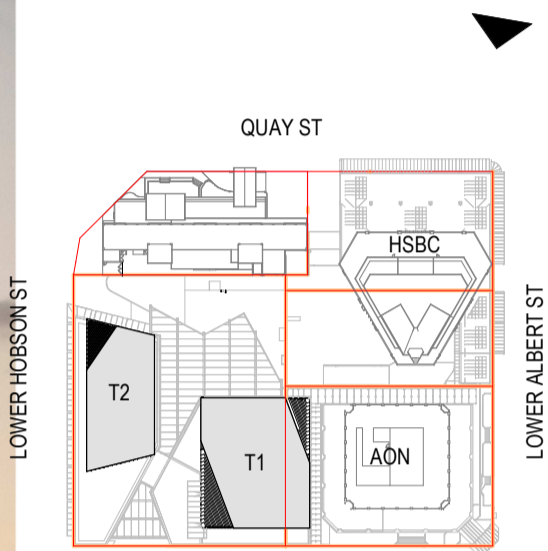 QUAY ST
HSBC
LOWER HOBSON ST
LOWER ALBERT ST
T2
T1
AON